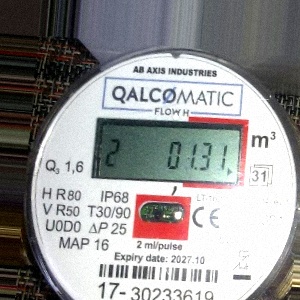 AB AXIS INDUSTRIES
QALCOMATIC
FLOW H
2 01.31 m³
Q₃ 1,6
31
H R80 IP68
V R50 T30/90 CE
U0D0 ΔP 25
MAP 16
2 ml/pulse
Expiry date: 2027.10
17- 30233619